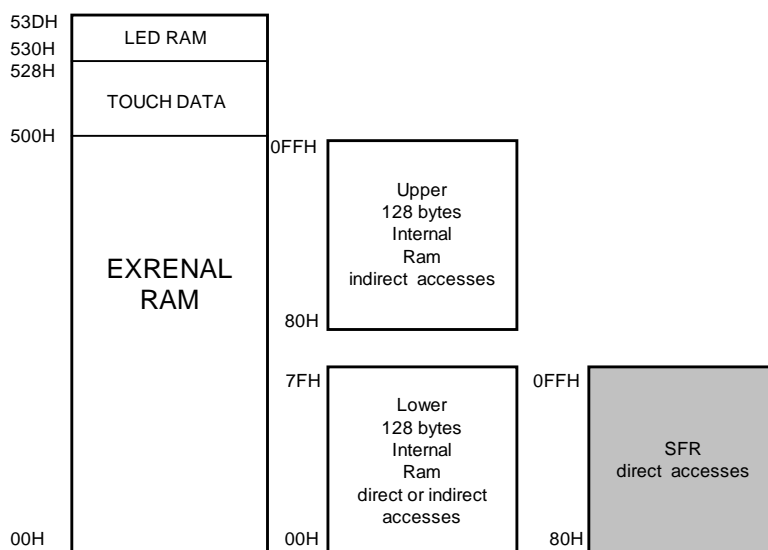 53DH
LED RAM
530H
528H
TOUCH DATA
500H
EXRENAL
RAM
00H
0FFH
Upper
128 bytes
Internal
Ram
indirect accesses
80H
7FH
Lower
128 bytes
Internal
Ram
direct or indirect
accesses
00H
0FFH
SFR
direct accesses
80H